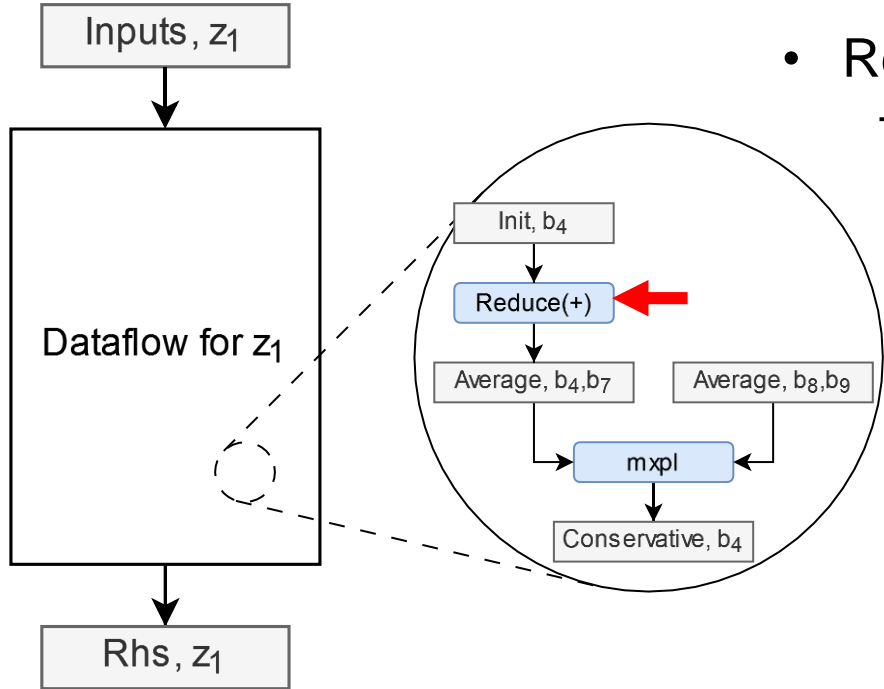 Inputs, z₁
Dataflow for z₁
Rhs, z₁
Init, b₄
Reduce(+)
Average, b₄,b₇
Average, b₈,b₉
mxpl
Conservative, b₄